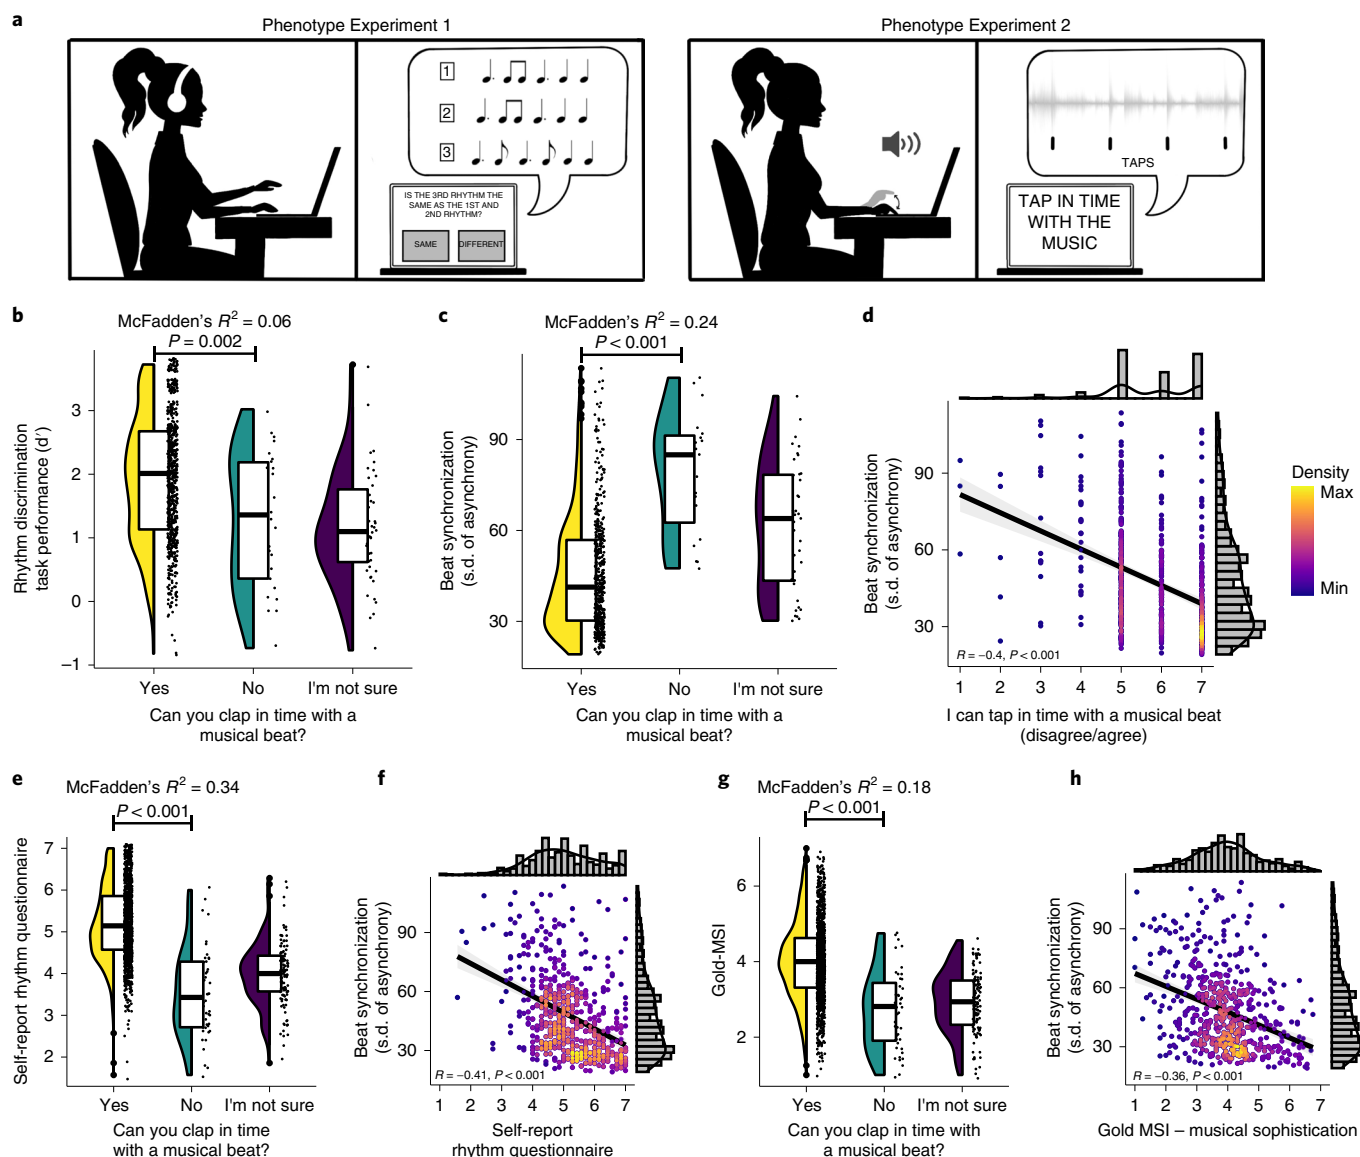 a
Phenotype Experiment 1
Phenotype Experiment 2
1
2
3
IS THE 3RD RHYTHM THE
SAME AS THE 1ST AND
2ND RHYTHM?
SAME
DIFFERENT
TAPS
TAP IN TIME
WITH THE
MUSIC
b
McFadden's R² = 0.06
P = 0.002
Rhythm discrimination
task performance (d′)
3
2
1
0
–1
Yes
No
I'm not sure
Can you clap in time with a
musical beat?
c
McFadden's R² = 0.24
P < 0.001
Beat synchronization
(s.d. of asynchrony)
90
60
30
Yes
No
I'm not sure
Can you clap in time with a
musical beat?
d
Beat synchronization
(s.d. of asynchrony)
90
60
30
R = −0.4, P < 0.001
1 2 3 4 5 6 7
I can tap in time with a musical beat
(disagree/agree)
Density
Max
Min
e
McFadden's R² = 0.34
P < 0.001
Self-report rhythm questionnaire
7
6
5
4
3
2
Yes
No
I'm not sure
Can you clap in time
with a musical beat?
f
Beat synchronization
(s.d. of asynchrony)
90
60
30
R = −0.41, P < 0.001
1 2 3 4 5 6 7
Self-report
rhythm questionnaire
g
McFadden's R² = 0.18
P < 0.001
Gold-MSI
6
4
2
Yes
No
I'm not sure
Can you clap in time with
a musical beat?
h
Beat synchronization
(s.d. of asynchrony)
90
60
30
R = −0.36, P < 0.001
1 2 3 4 5 6 7
Gold MSI – musical sophistication